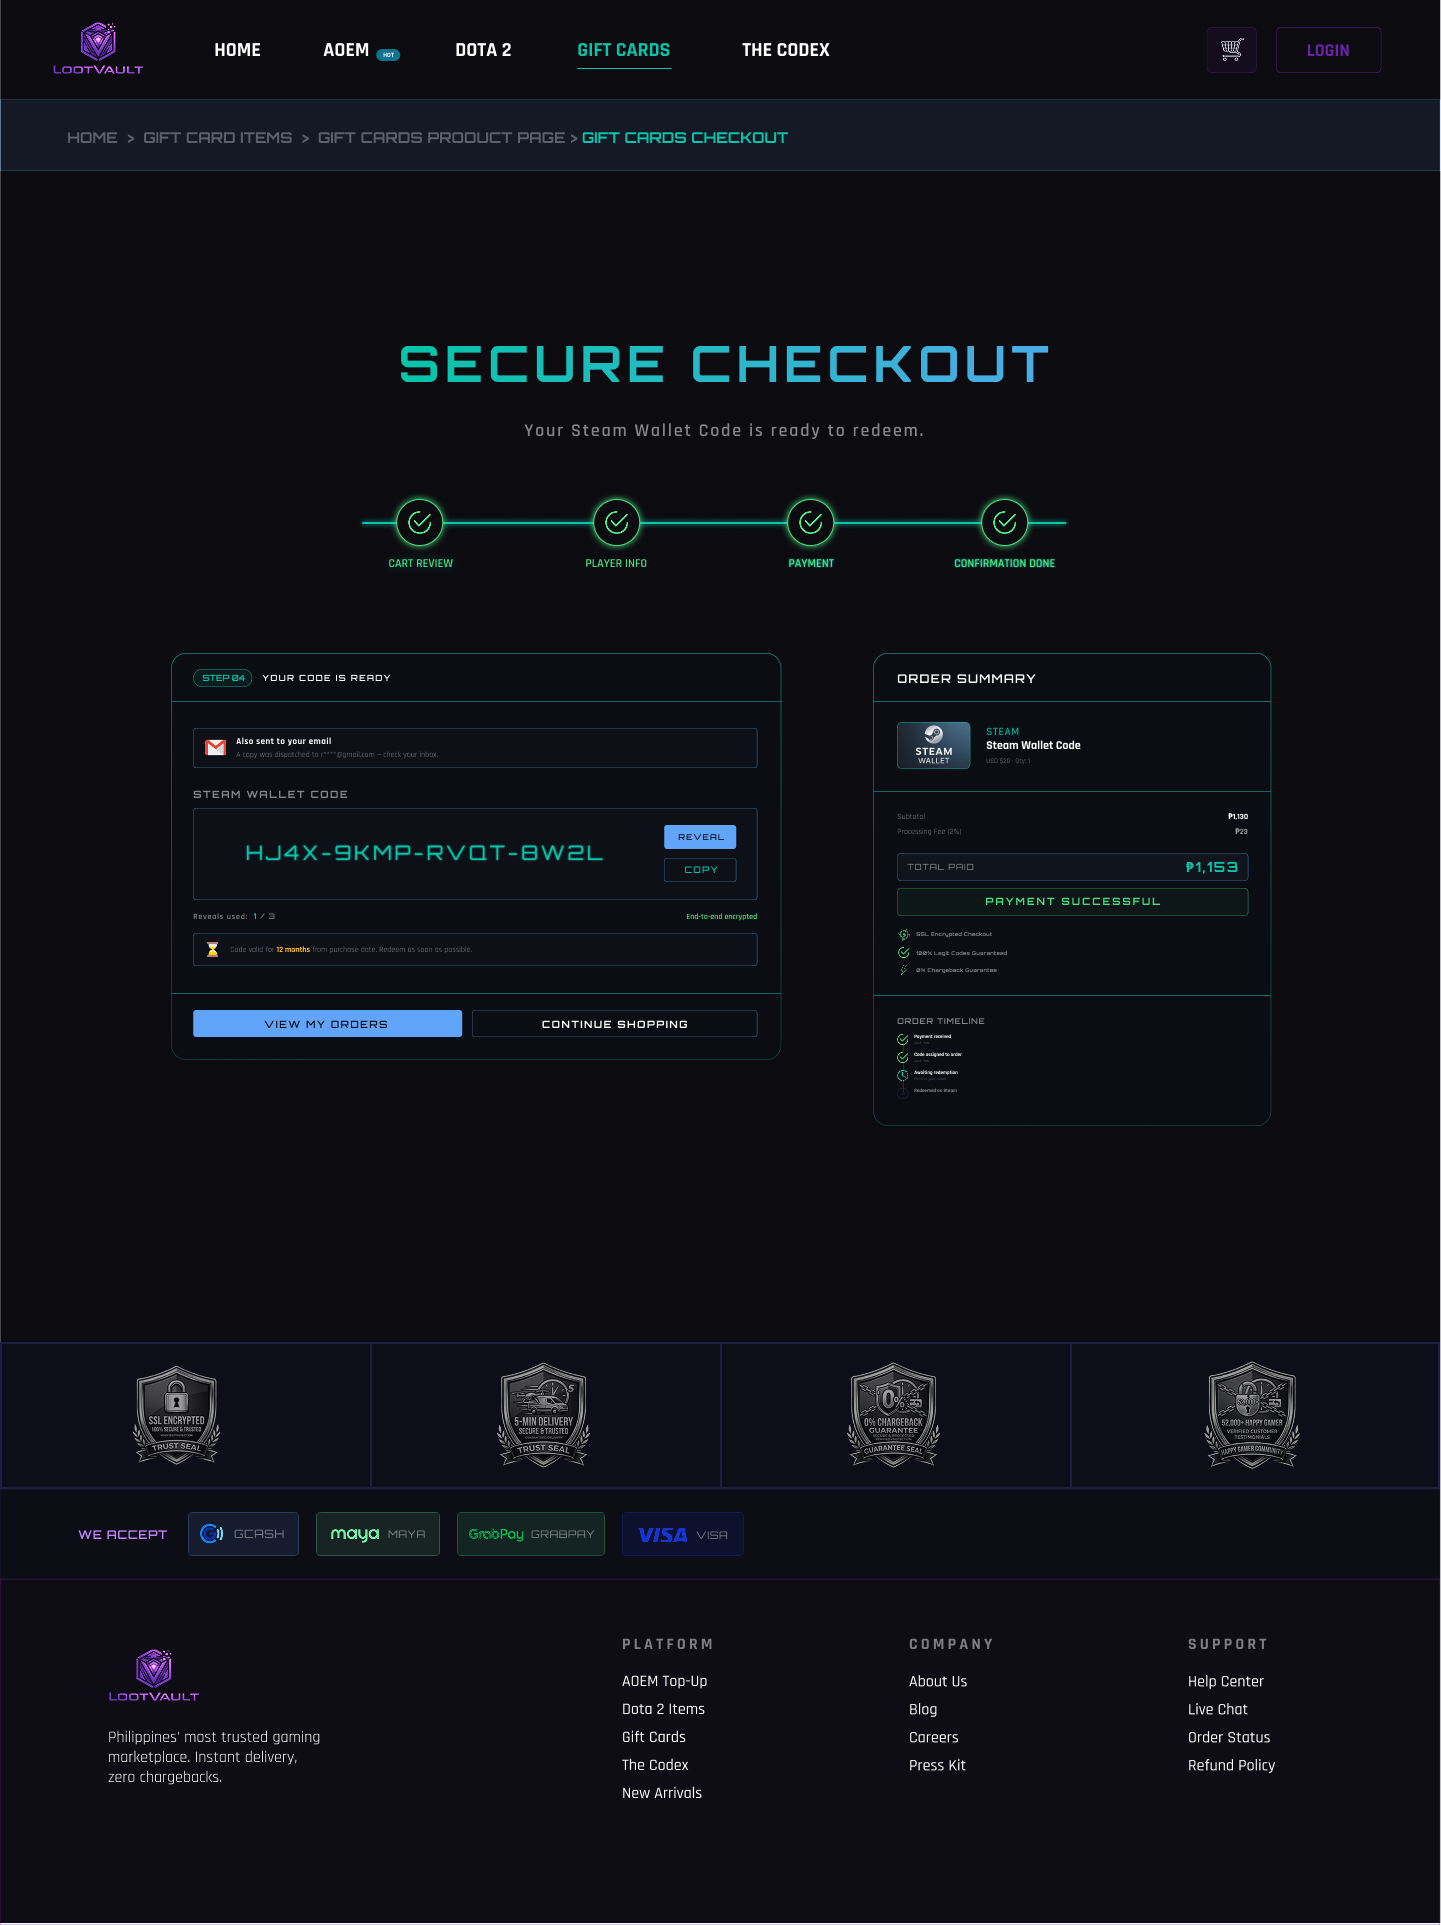 LOOTVAULT
HOME
AOEM HOT
DOTA 2
GIFT CARDS
THE CODEX
LOGIN
HOME > GIFT CARD ITEMS > GIFT CARDS PRODUCT PAGE > GIFT CARDS CHECKOUT
SECURE CHECKOUT
Your Steam Wallet Code is ready to redeem.
CART REVIEW
PLAYER INFO
PAYMENT
CONFIRMATION DONE
STEP 04 YOUR CODE IS READY
Also sent to your email
A copy was dispatched to r****@gmail.com — check your inbox.
STEAM WALLET CODE
HJ4X-9KMP-RVQT-8W2L
REVEAL
COPY
Reveals used: 1 / 3
End-to-end encrypted
Code valid for 12 months from purchase date. Redeem as soon as possible.
VIEW MY ORDERS
CONTINUE SHOPPING
ORDER SUMMARY
STEAM
WALLET
STEAM
Steam Wallet Code
USD $20 · Qty: 1
Subtotal ₱1,130
Processing Fee (2%) ₱23
TOTAL PAID ₱1,153
PAYMENT SUCCESSFUL
SSL Encrypted Checkout
100% Legit Codes Guaranteed
0% Chargeback Guarantee
ORDER TIMELINE
Payment received
Code assigned to order
Awaiting redemption
Redeemed on Steam
SSL ENCRYPTED
100% SECURE & TRUSTED
TRUST SEAL
5
5-MIN DELIVERY
SECURE & TRUSTED
TRUST SEAL
0%
0% CHARGEBACK
GUARANTEE
GUARANTEE SEAL
52,000+ HAPPY GAMER
VERIFIED CUSTOMER
TESTIMONIALS
HAPPY GAMER COMMUNITY
WE ACCEPT
GCASH
maya MAYA
GrabPay GRABPAY
VISA VISA
LOOTVAULT
Philippines' most trusted gaming
marketplace. Instant delivery,
zero chargebacks.
PLATFORM
AOEM Top-Up
Dota 2 Items
Gift Cards
The Codex
New Arrivals
COMPANY
About Us
Blog
Careers
Press Kit
SUPPORT
Help Center
Live Chat
Order Status
Refund Policy